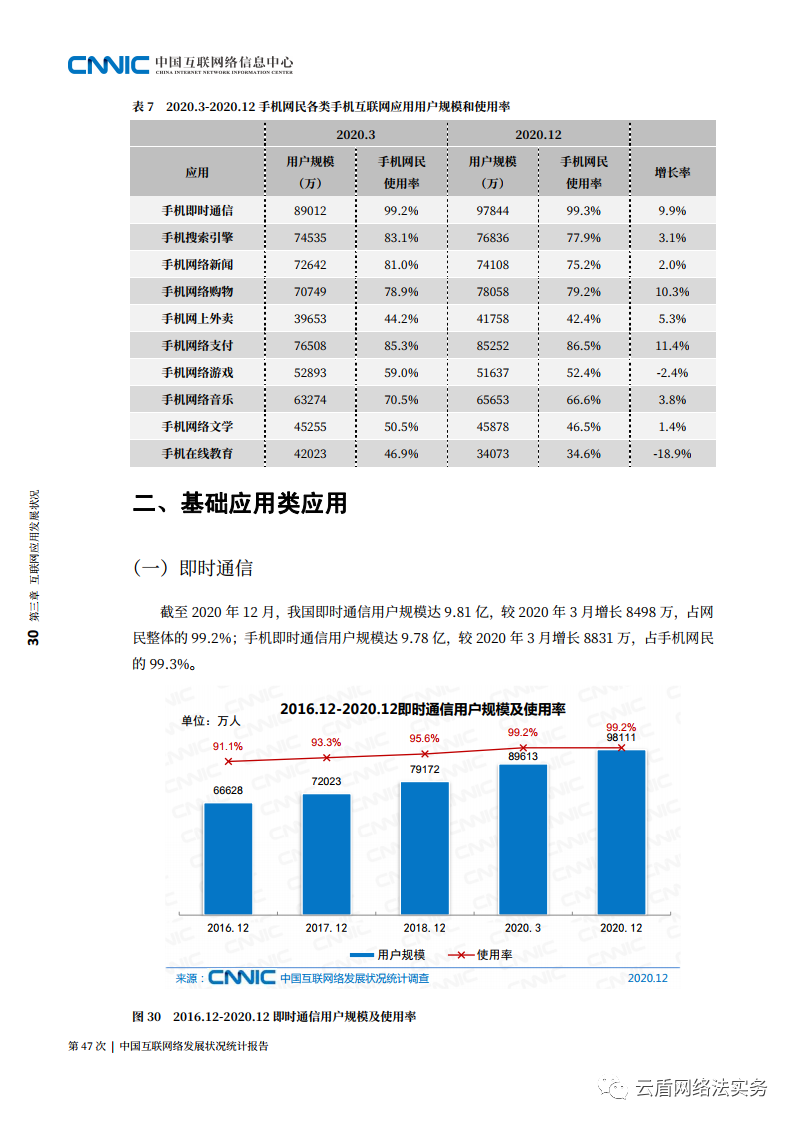 CNNIC 中国互联网络信息中心
CHINA INTERNET NETWORK INFORMATION CENTER
表 7 2020.3-2020.12 手机网民各类手机互联网应用用户规模和使用率
2020.3 2020.12
应用 用户规模（万） 手机网民使用率 用户规模（万） 手机网民使用率 增长率
手机即时通信 89012 99.2% 97844 99.3% 9.9%
手机搜索引擎 74535 83.1% 76836 77.9% 3.1%
手机网络新闻 72642 81.0% 74108 75.2% 2.0%
手机网络购物 70749 78.9% 78058 79.2% 10.3%
手机网上外卖 39653 44.2% 41758 42.4% 5.3%
手机网络支付 76508 85.3% 85252 86.5% 11.4%
手机网络游戏 52893 59.0% 51637 52.4% -2.4%
手机网络音乐 63274 70.5% 65653 66.6% 3.8%
手机网络文学 45255 50.5% 45878 46.5% 1.4%
手机在线教育 42023 46.9% 34073 34.6% -18.9%
二、基础应用类应用
（一）即时通信
截至 2020 年 12 月，我国即时通信用户规模达 9.81 亿，较 2020 年 3 月增长 8498 万，占网
民整体的 99.2%；手机即时通信用户规模达 9.78 亿，较 2020 年 3 月增长 8831 万，占手机网民
的 99.3%。
2016.12-2020.12即时通信用户规模及使用率
单位：万人
91.1% 93.3% 95.6% 99.2% 99.2%
66628 72023 79172 89613 98111
2016.12 2017.12 2018.12 2020.3 2020.12
用户规模 使用率
来源：CNNIC 中国互联网络发展状况统计调查 2020.12
图 30 2016.12-2020.12 即时通信用户规模及使用率
第 47 次 | 中国互联网络发展状况统计报告
30 第三章 互联网应用发展状况
云盾网络法实务